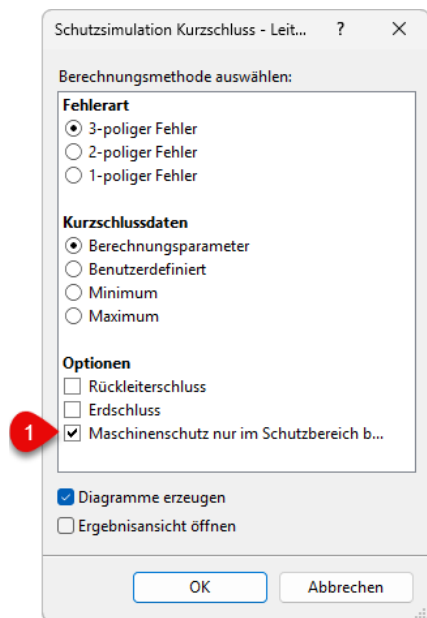 Schutzsimulation Kurzschluss - Leit... ?
Berechnungsmethode auswählen:
Fehlerart
3-poliger Fehler
2-poliger Fehler
1-poliger Fehler
Kurzschlussdaten
Berechnungsparameter
Benutzerdefiniert
Minimum
Maximum
Optionen
Rückleiterschluss
Erdschluss
1 Maschinenschutz nur im Schutzbereich b...
Diagramme erzeugen
Ergebnisansicht öffnen
OK Abbrechen